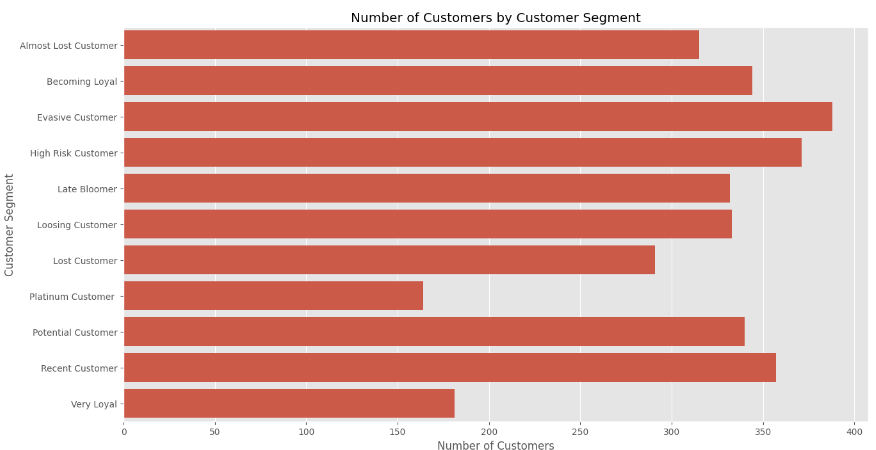 Number of Customers by Customer Segment
Almost Lost Customer
Becoming Loyal
Evasive Customer
High Risk Customer
Late Bloomer
Loosing Customer
Lost Customer
Platinum Customer
Potential Customer
Recent Customer
Very Loyal
Customer Segment
0 50 100 150 200 250 300 350 400
Number of Customers